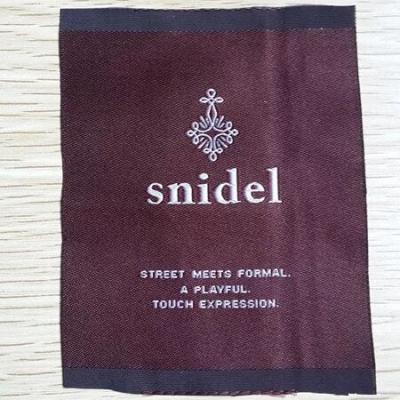 snidel
STREET MEETS FORMAL.
A PLAYFUL.
TOUCH EXPRESSION.